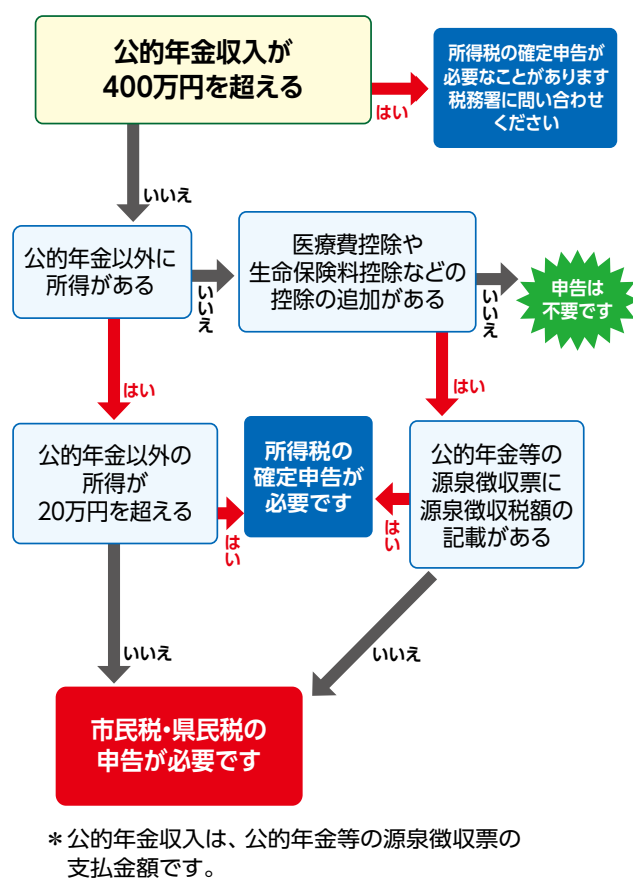 公的年金収入が
400万円を超える
はい
所得税の確定申告が
必要なことがあります
税務署に問い合わせ
ください
いいえ
公的年金以外に
所得がある
いいえ
医療費控除や
生命保険料控除などの
控除の追加がある
いいえ
申告は
不要です
はい
はい
公的年金以外の
所得が
20万円を超える
はい
所得税の
確定申告が
必要です
はい
公的年金等の
源泉徴収票に
源泉徴収税額の
記載がある
いいえ
いいえ
市民税・県民税の
申告が必要です
＊公的年金収入は、公的年金等の源泉徴収票の
支払金額です。